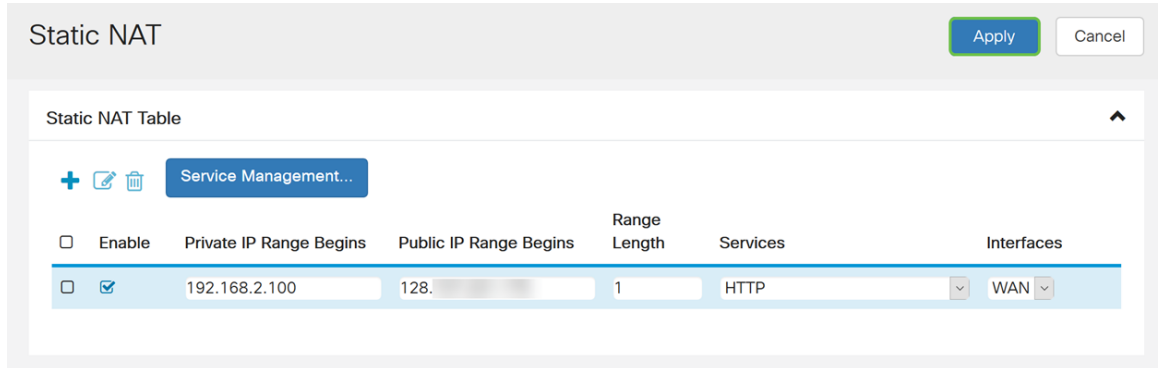 Static NAT
Apply Cancel
Static NAT Table
Service Management...
Enable Private IP Range Begins Public IP Range Begins Range Length Services Interfaces
192.168.2.100 128. 1 HTTP WAN